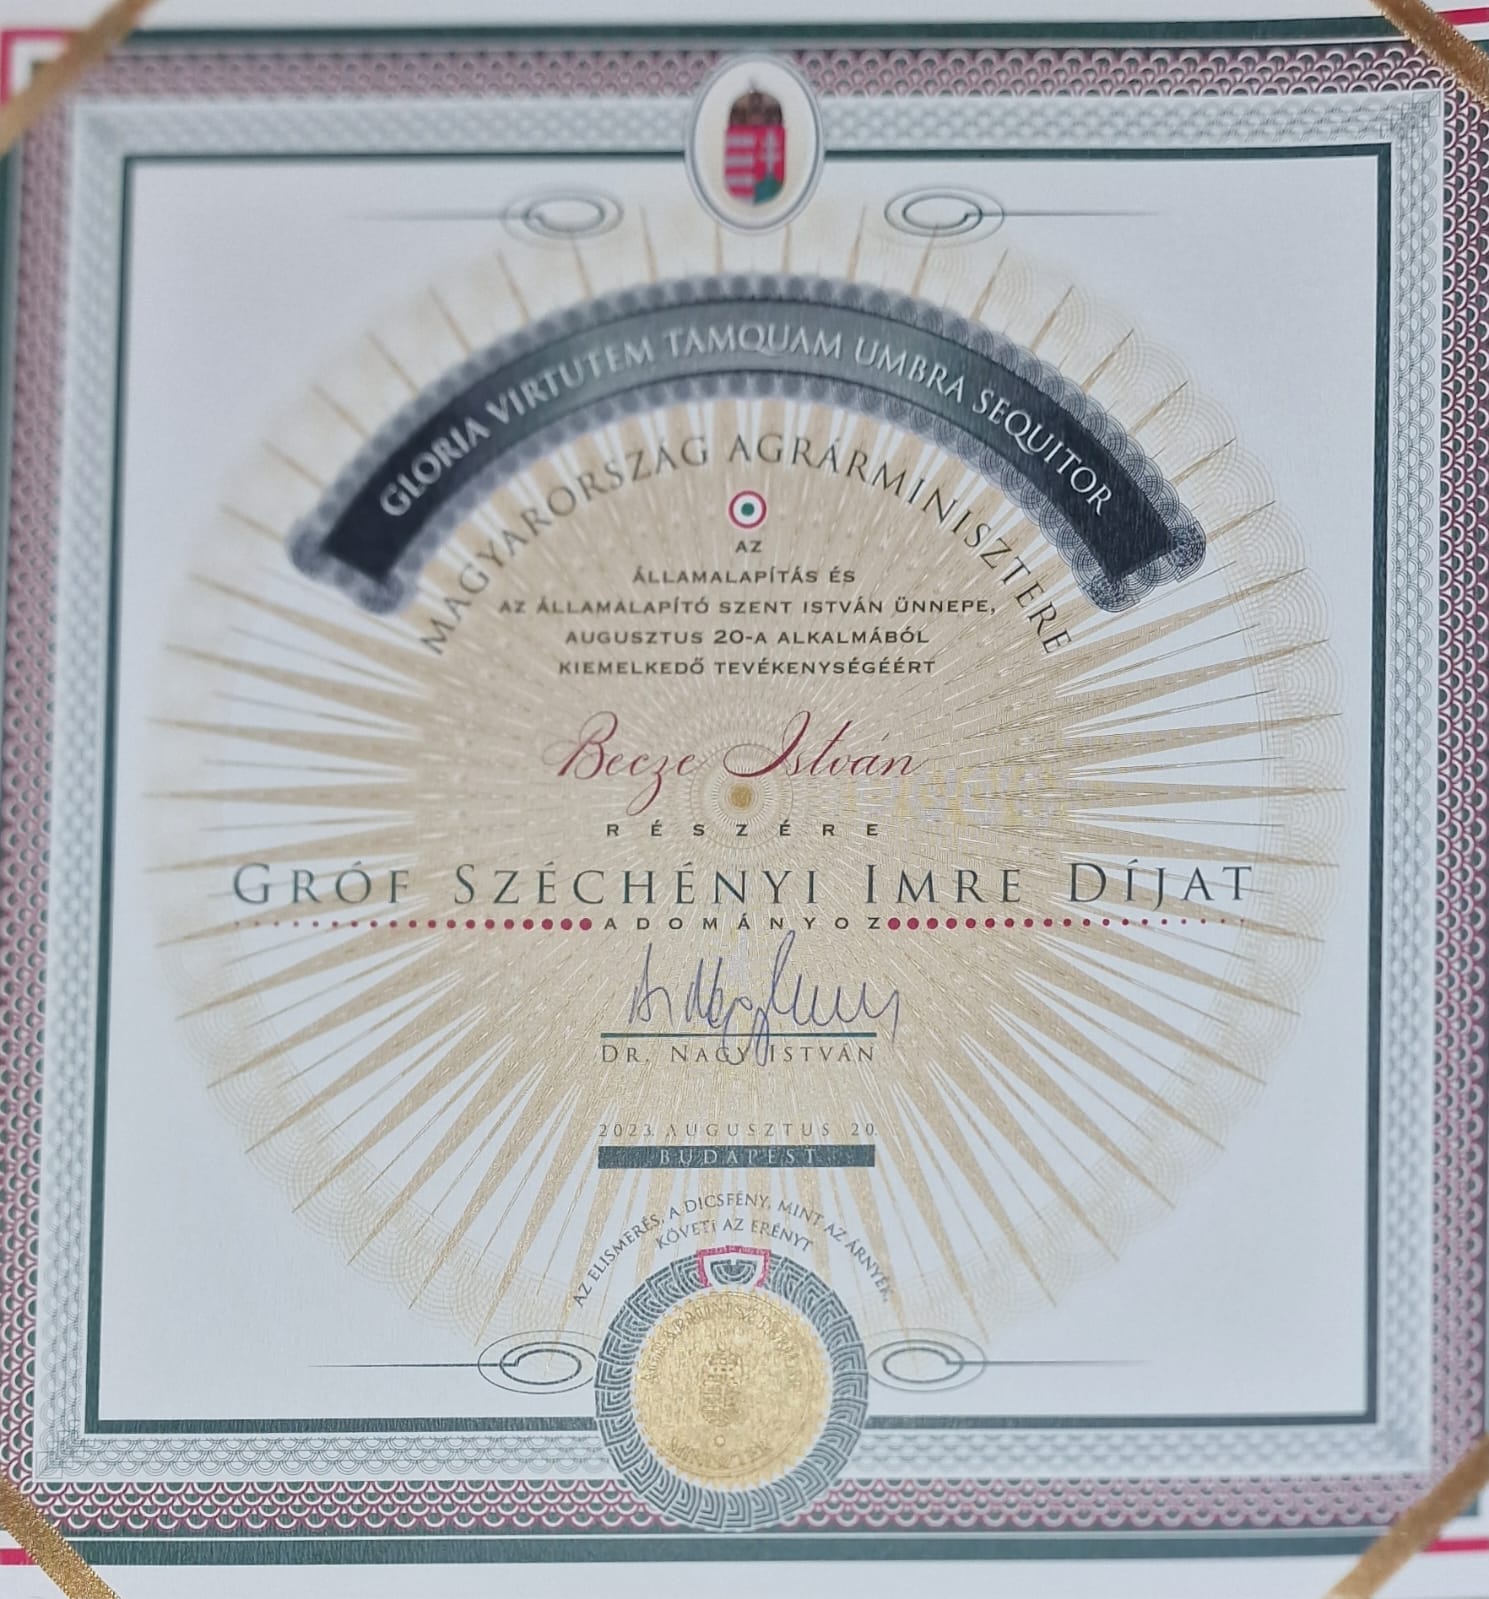 GLORIA VIRTUTEM TAMQUAM UMBRA SEQUITOR
MAGYARORSZÁG AGRÁRMINISZTERE
AZ
ÁLLAMALAPÍTÁS ÉS
AZ ÁLLAMALAPÍTÓ SZENT ISTVÁN ÜNNEPE,
AUGUSZTUS 20-A ALKALMÁBÓL
KIEMELKEDŐ TEVÉKENYSÉGÉÉRT
Becze István
RÉSZÉRE
GRÓF SZÉCHÉNYI IMRE DÍJAT
ADOMÁNYOZ
DR. NAGY ISTVÁN
2023. AUGUSZTUS 20.
BUDAPEST
AZ ELISMERÉS, A DICSFÉNY, MINT AZ ÁRNYÉK,
KÖVETI AZ ERÉNYT